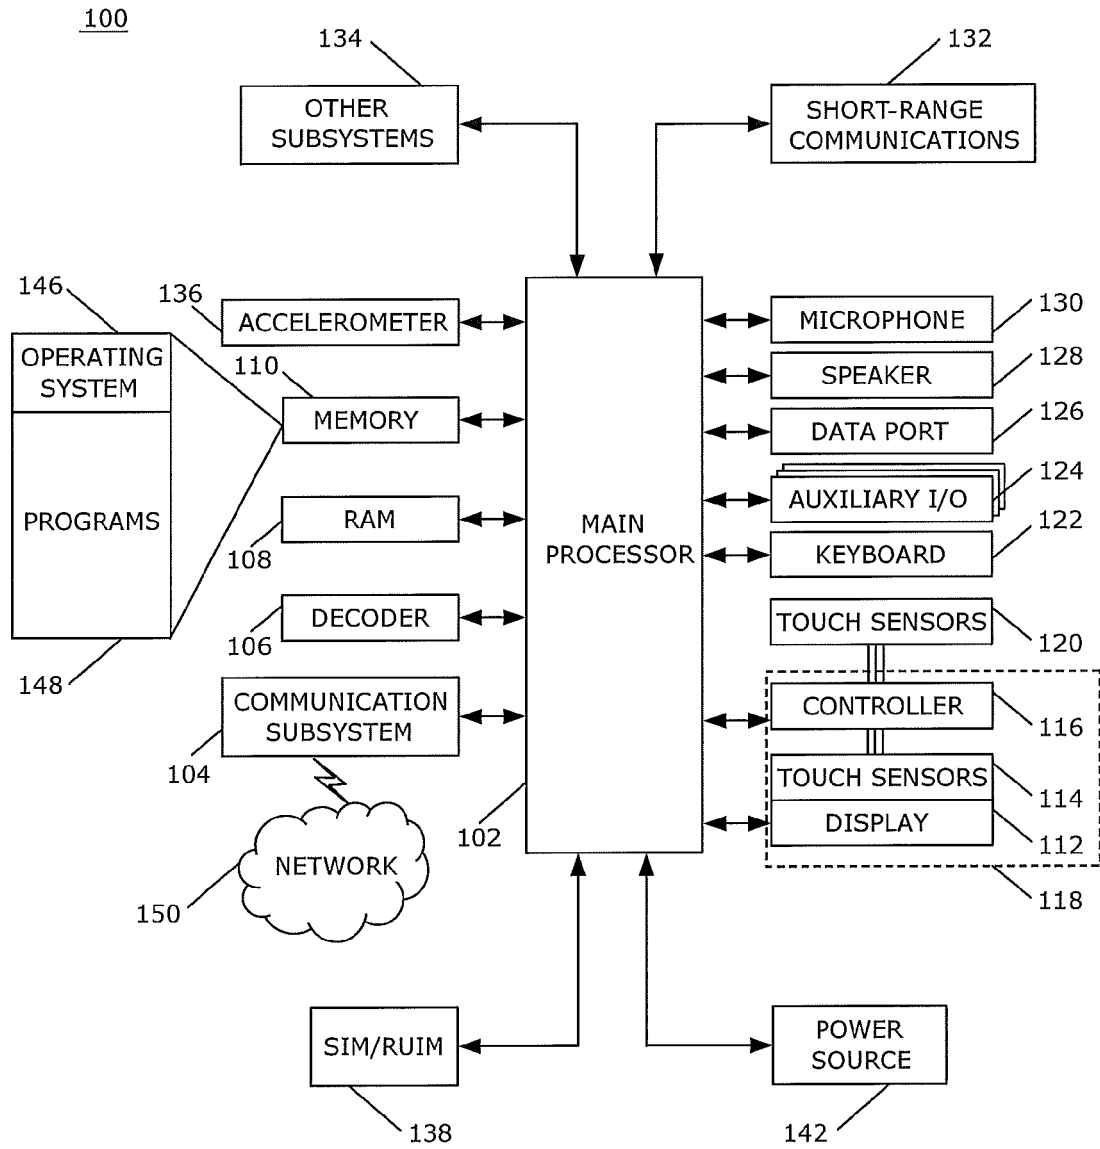 100
134
132
OTHER
SUBSYSTEMS
SHORT-RANGE
COMMUNICATIONS
146
136
ACCELEROMETER
MICROPHONE
130
OPERATING
SYSTEM
110
MEMORY
SPEAKER
128
DATA PORT
126
AUXILIARY I/O
124
PROGRAMS
RAM
108
MAIN
PROCESSOR
KEYBOARD
122
DECODER
106
TOUCH SENSORS
120
148
COMMUNICATION
SUBSYSTEM
104
CONTROLLER
116
TOUCH SENSORS
114
DISPLAY
112
102
NETWORK
150
118
SIM/RUIM
138
POWER
SOURCE
142